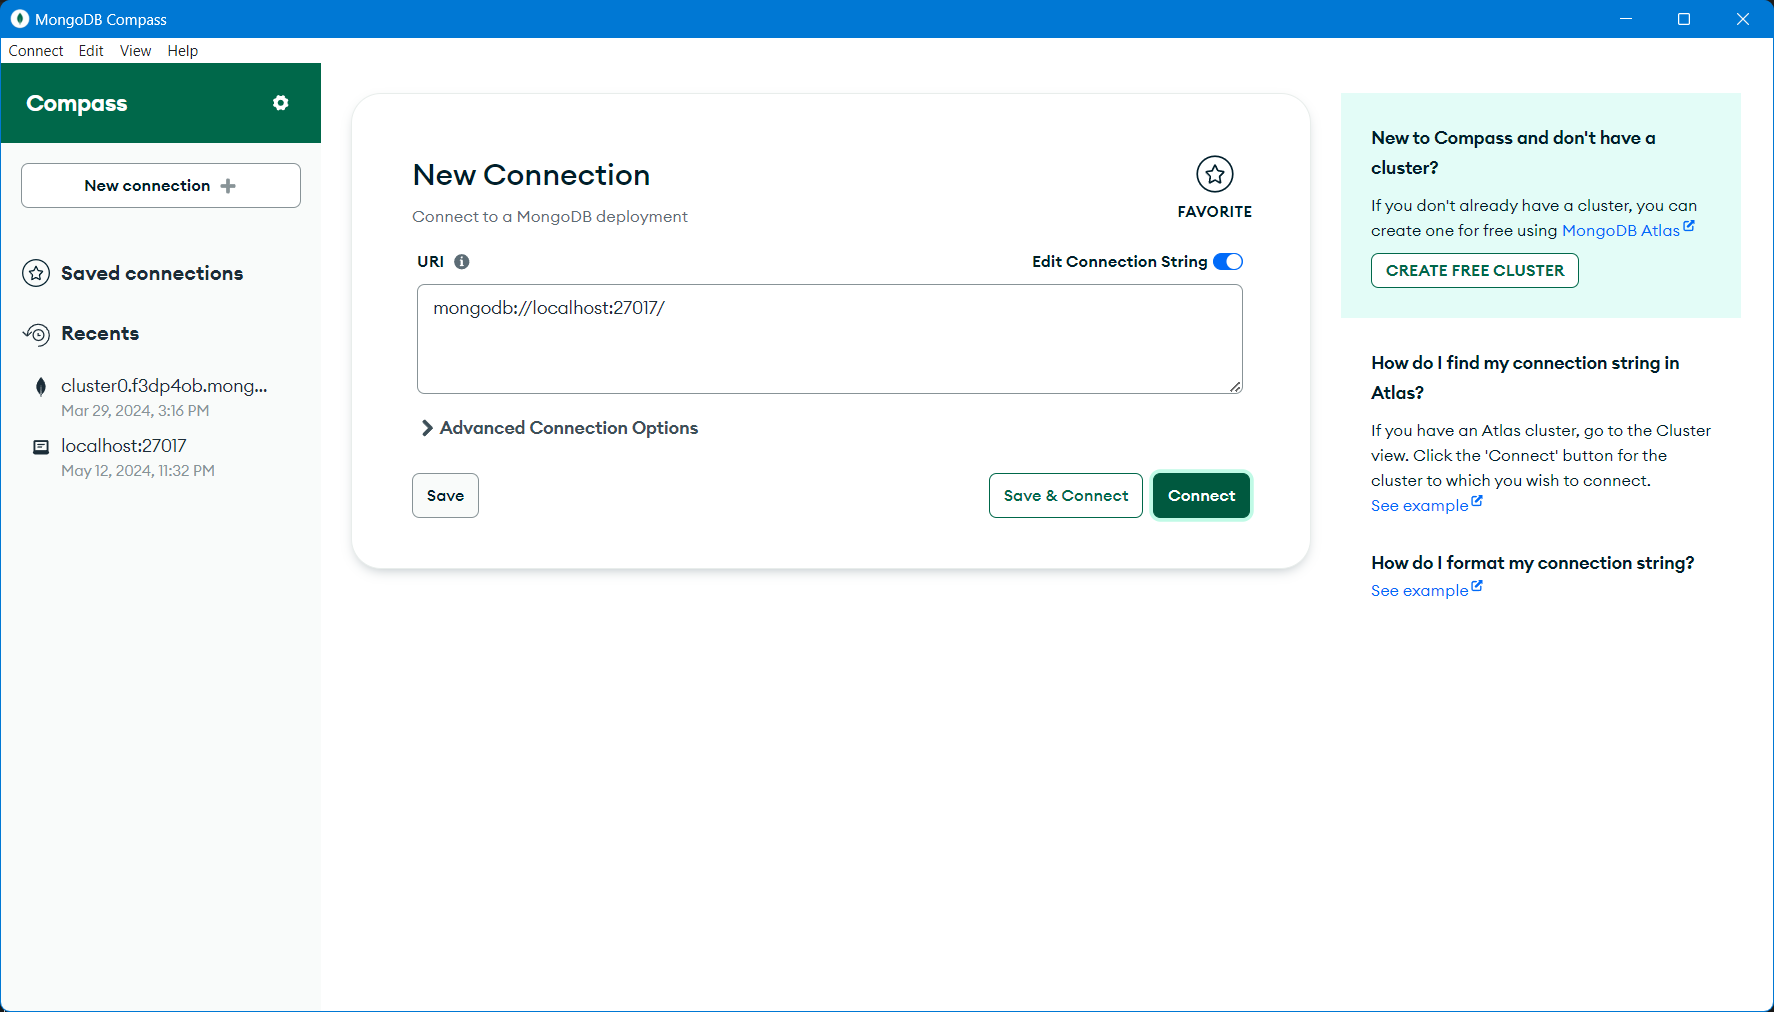 MongoDB Compass
Connect Edit View Help
Compass
New connection
Saved connections
Recents
cluster0.f3dp4ob.mong...
Mar 29, 2024, 3:16 PM
localhost:27017
May 12, 2024, 11:32 PM
New Connection
Connect to a MongoDB deployment
FAVORITE
URI
Edit Connection String
mongodb://localhost:27017/
Advanced Connection Options
Save
Save & Connect
Connect
New to Compass and don't have a
cluster?
If you don't already have a cluster, you can
create one for free using MongoDB Atlas
CREATE FREE CLUSTER
How do I find my connection string in
Atlas?
If you have an Atlas cluster, go to the Cluster
view. Click the 'Connect' button for the
cluster to which you wish to connect.
See example
How do I format my connection string?
See example